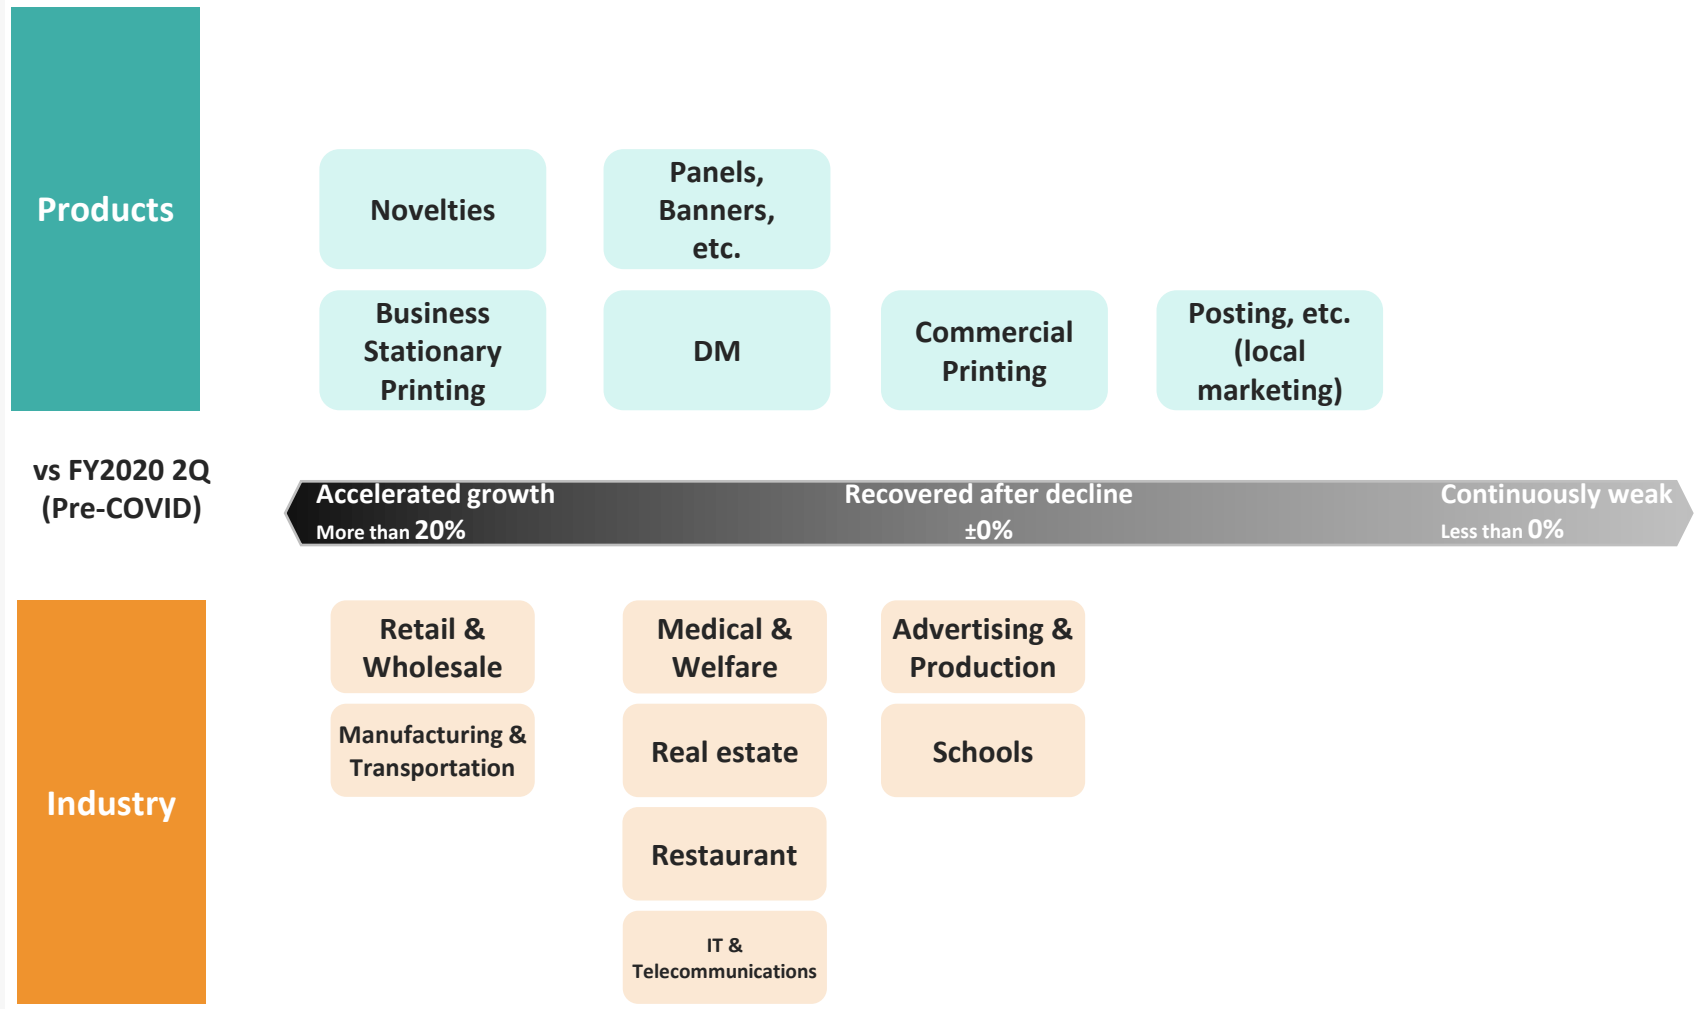 Products
Novelties
Panels,
Banners,
etc.
Business
Stationary
Printing
DM
Commercial
Printing
Posting, etc.
(local
marketing)
vs FY2020 2Q
(Pre-COVID)
Accelerated growth
More than 20%
Recovered after decline
±0%
Continuously weak
Less than 0%
Industry
Retail &
Wholesale
Medical &
Welfare
Advertising &
Production
Manufacturing &
Transportation
Real estate
Schools
Restaurant
IT &
Telecommunications